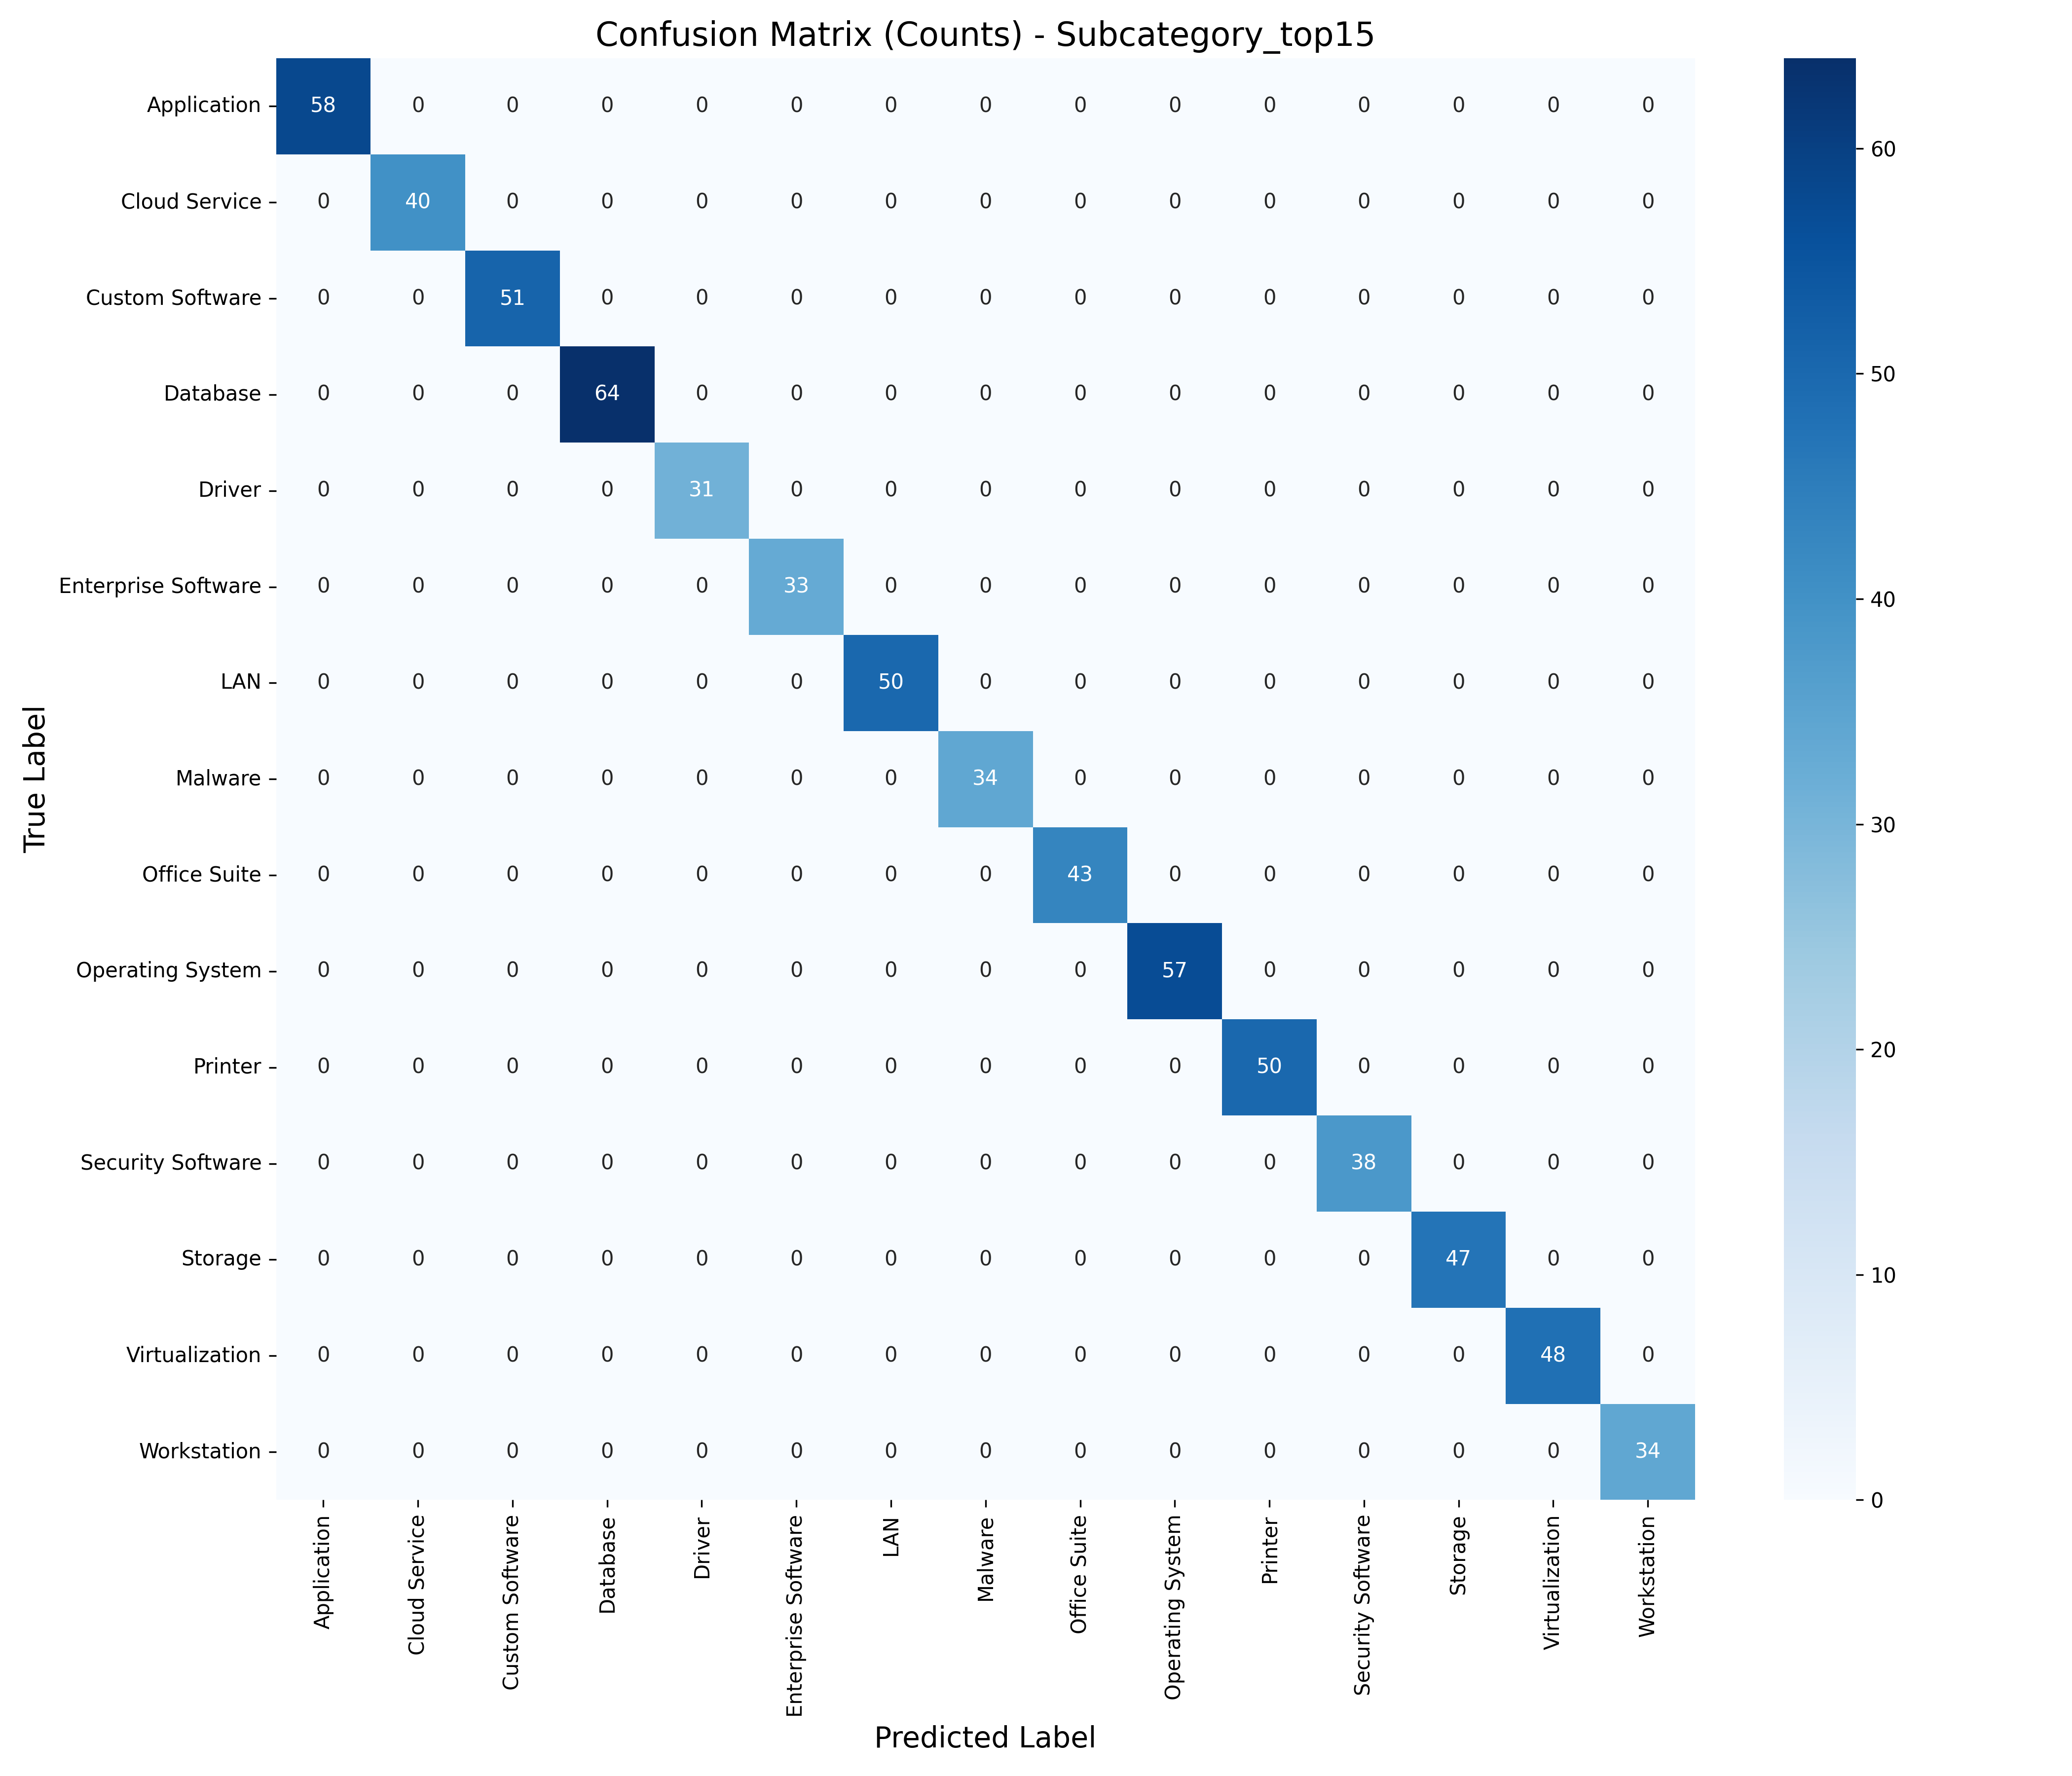 Confusion Matrix (Counts) - Subcategory_top15
Application 58 0 0 0 0 0 0 0 0 0 0 0 0 0 0
Cloud Service 0 40 0 0 0 0 0 0 0 0 0 0 0 0 0
Custom Software 0 0 51 0 0 0 0 0 0 0 0 0 0 0 0
Database 0 0 0 64 0 0 0 0 0 0 0 0 0 0 0
Driver 0 0 0 0 31 0 0 0 0 0 0 0 0 0 0
Enterprise Software 0 0 0 0 0 33 0 0 0 0 0 0 0 0 0
LAN 0 0 0 0 0 0 50 0 0 0 0 0 0 0 0
Malware 0 0 0 0 0 0 0 34 0 0 0 0 0 0 0
Office Suite 0 0 0 0 0 0 0 0 43 0 0 0 0 0 0
Operating System 0 0 0 0 0 0 0 0 0 57 0 0 0 0 0
Printer 0 0 0 0 0 0 0 0 0 0 50 0 0 0 0
Security Software 0 0 0 0 0 0 0 0 0 0 0 38 0 0 0
Storage 0 0 0 0 0 0 0 0 0 0 0 0 47 0 0
Virtualization 0 0 0 0 0 0 0 0 0 0 0 0 0 48 0
Workstation 0 0 0 0 0 0 0 0 0 0 0 0 0 0 34
True Label
Application
Cloud Service
Custom Software
Database
Driver
Enterprise Software
LAN
Malware
Office Suite
Operating System
Printer
Security Software
Storage
Virtualization
Workstation
Predicted Label
60
50
40
30
20
10
0